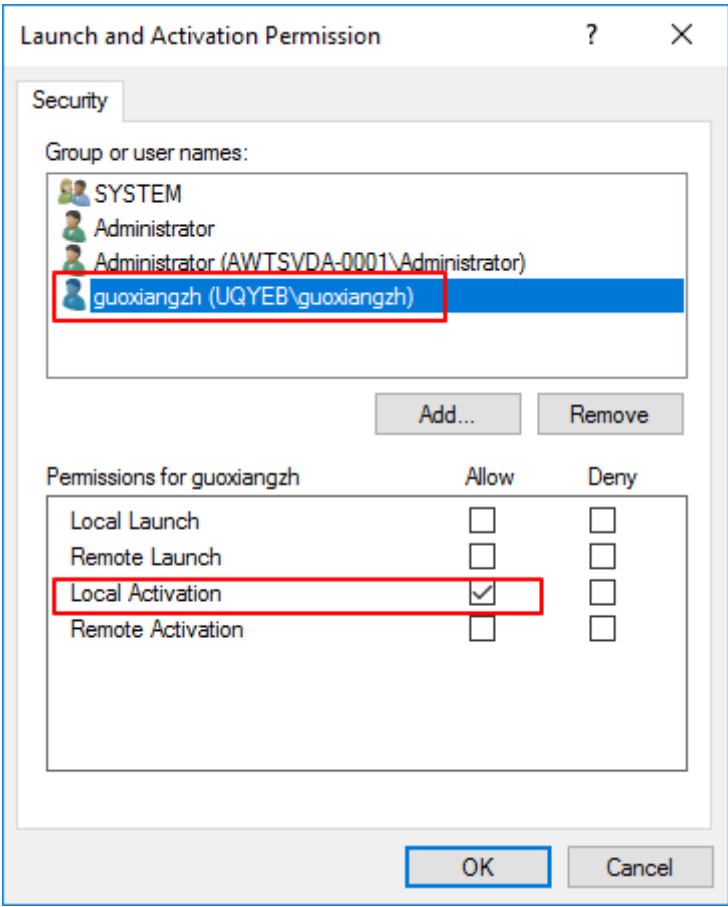 Launch and Activation Permission ? ×
Security
Group or user names:
SYSTEM
Administrator
Administrator (AWTSVDA-0001\Administrator)
guoxiangzh (UQYEB\guoxiangzh)
Add... Remove
Permissions for guoxiangzh Allow Deny
Local Launch
Remote Launch
Local Activation
Remote Activation
OK Cancel